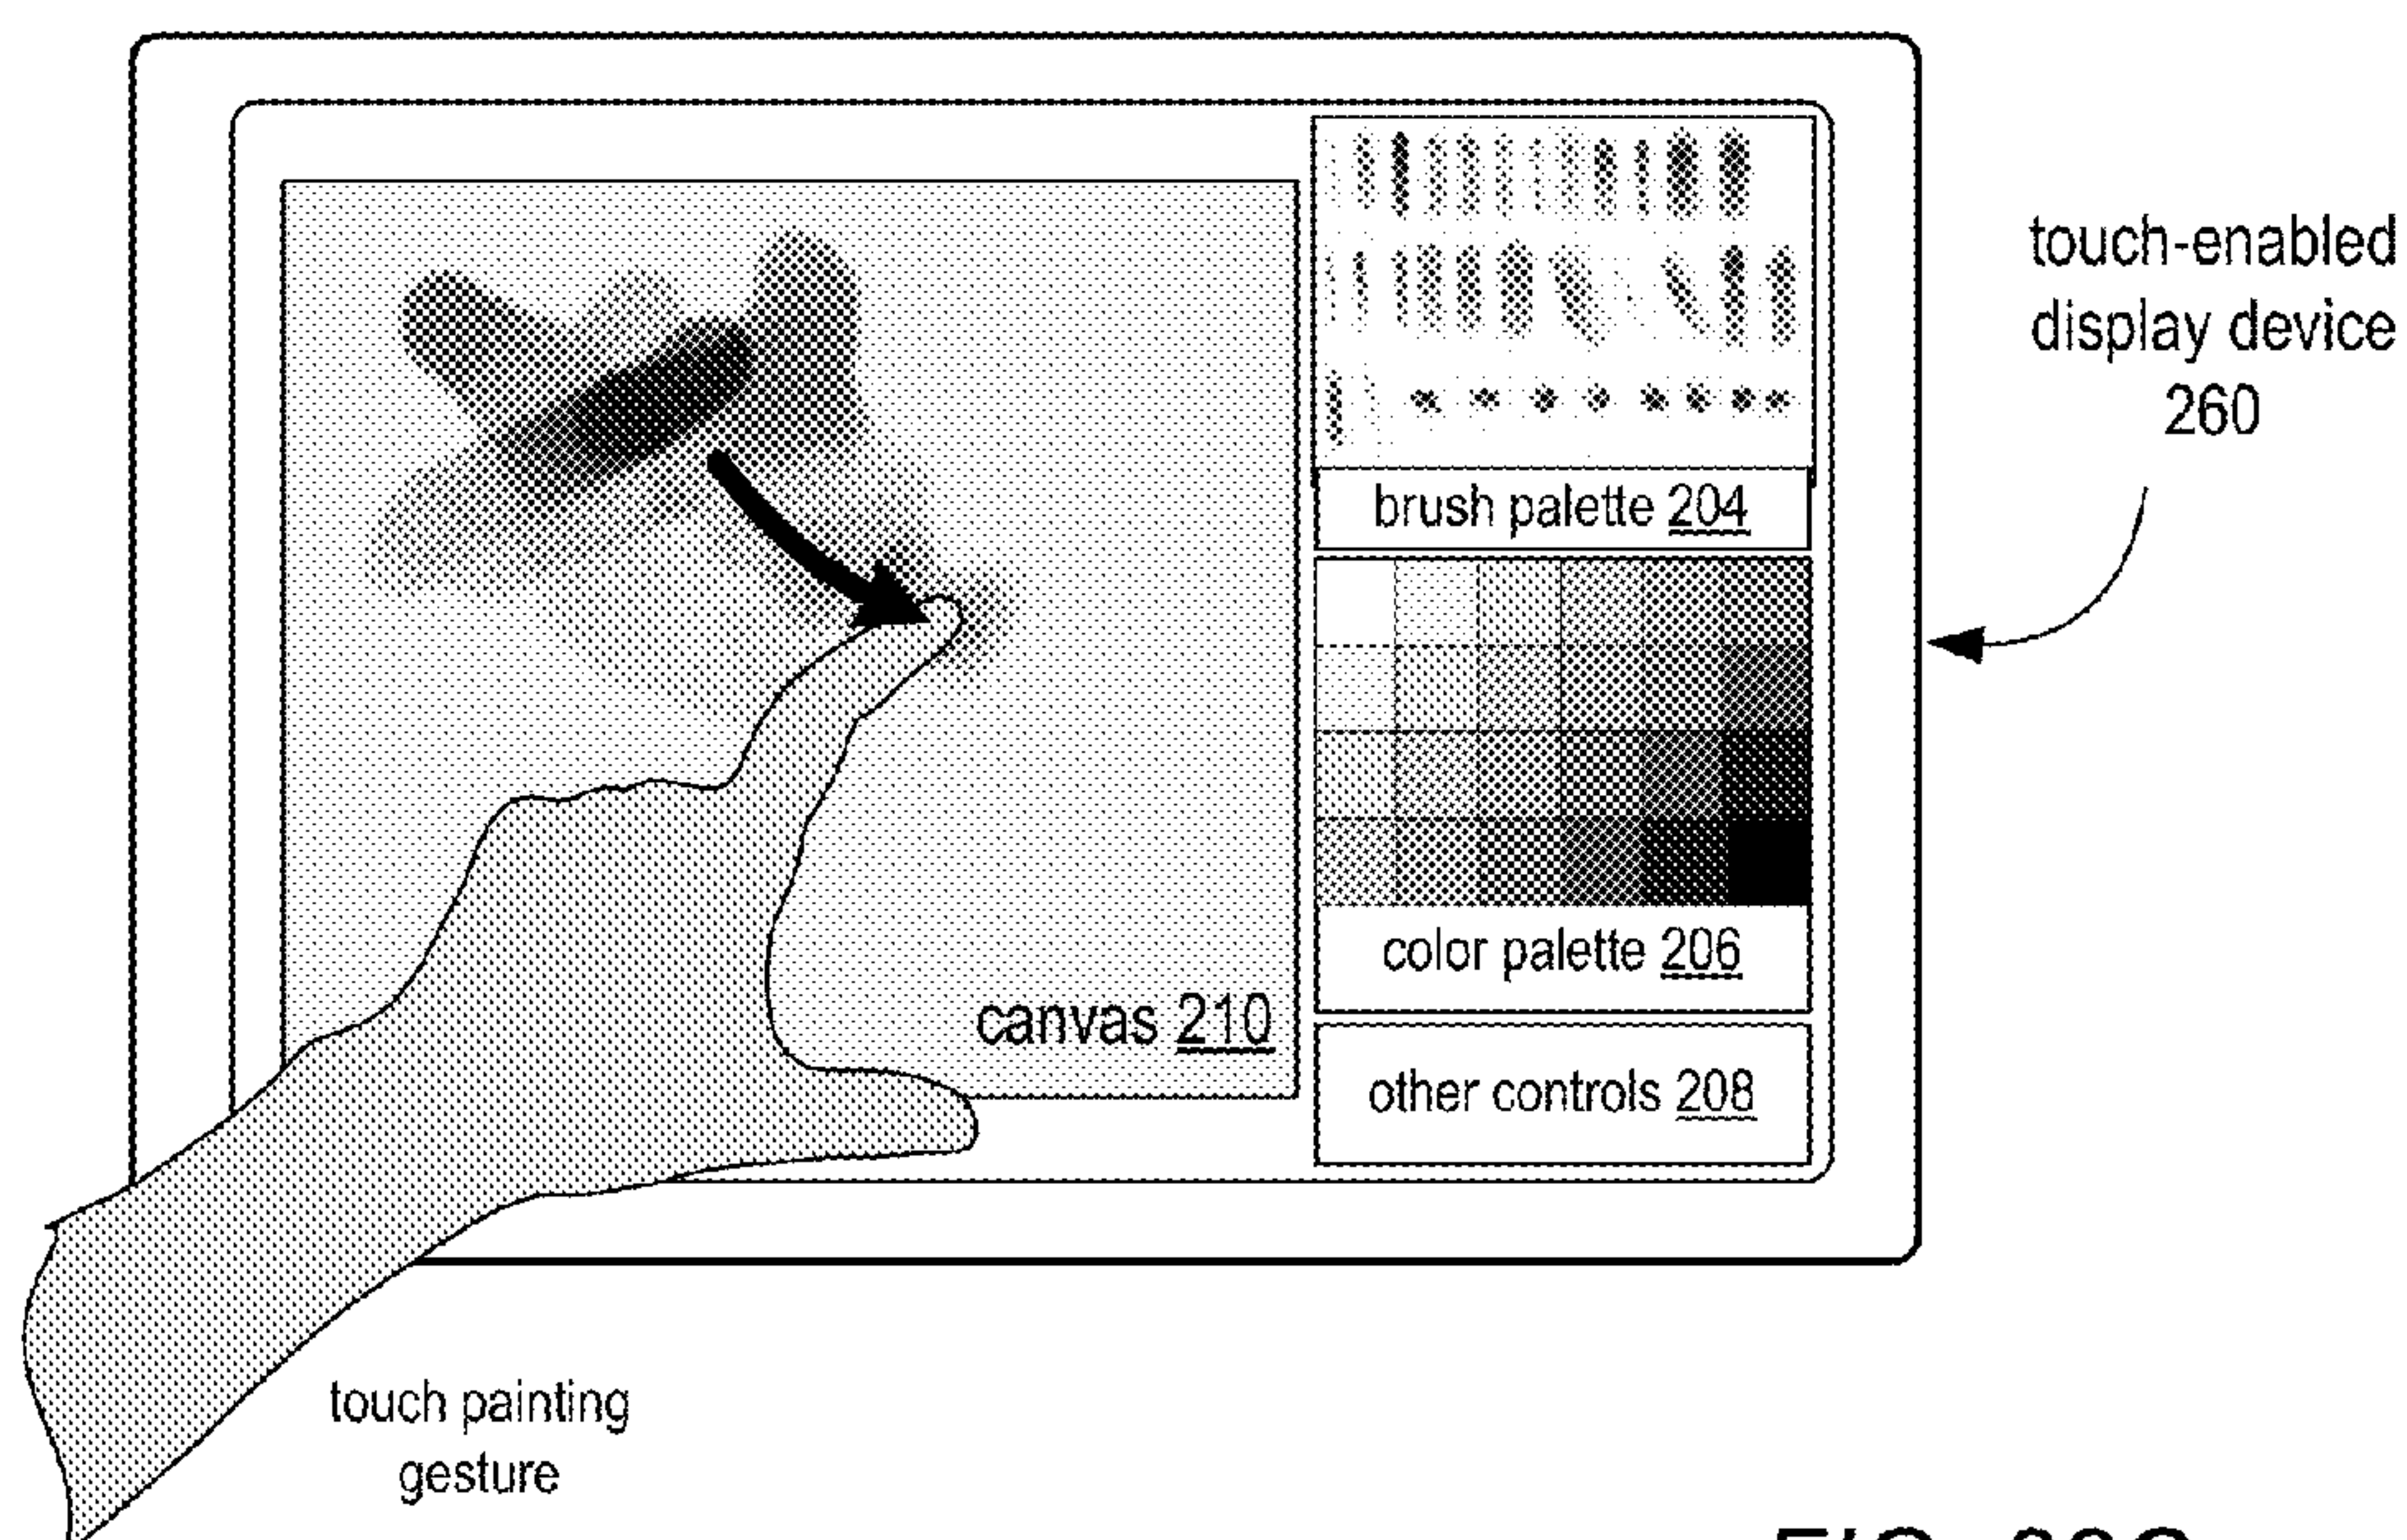 touch-enabled
display device
260
brush palette 204
color palette 206
canvas 210
other controls 208
touch painting
gesture